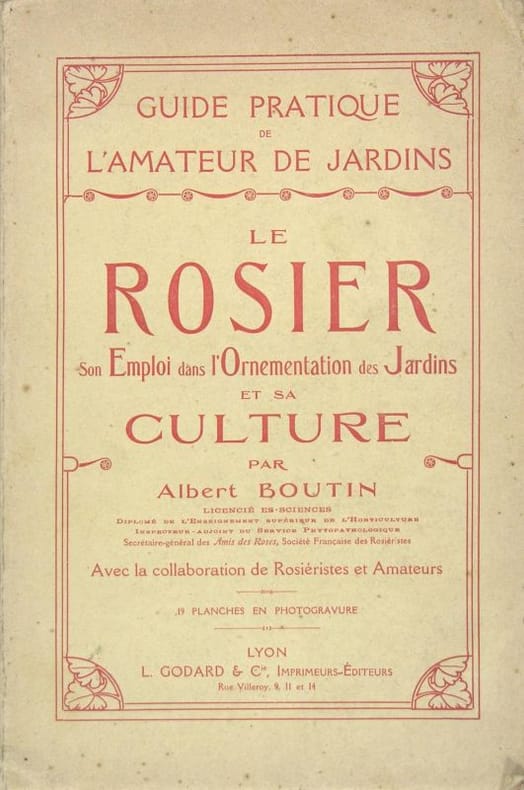 GUIDE PRATIQUE
DE
L'AMATEUR DE JARDINS
LE
ROSIER
Son Emploi dans l'Ornementation des Jardins
ET SA
CULTURE
PAR
Albert BOUTIN
LICENCIÉ ES-SCIENCES
DIPLOMÉ DE L'ENSEIGNEMENT SUPÉRIEUR DE L'HORTICULTURE
INSPECTEUR-ADJOINT DU SERVICE PHYTOPATHOLOGIQUE
Secrétaire-général des Amis des Roses, Société Française des Rosiéristes
Avec la collaboration de Rosiéristes et Amateurs
19 PLANCHES EN PHOTOGRAVURE
LYON
L. GODARD & Cie, IMPRIMEURS-ÉDITEURS
Rue Villeroy, 9, 11 et 14